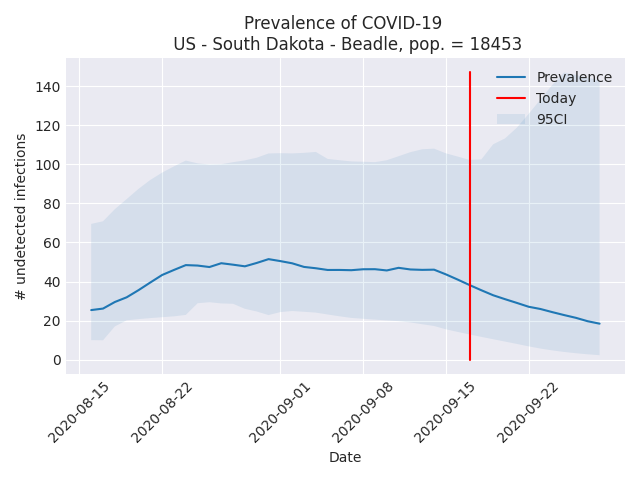 Prevalence of COVID-19
US - South Dakota - Beadle, pop. = 18453
Prevalence
Today
95CI
# undetected infections
140
120
100
80
60
40
20
0
2020-08-15
2020-08-22
2020-09-01
2020-09-08
2020-09-15
2020-09-22
Date